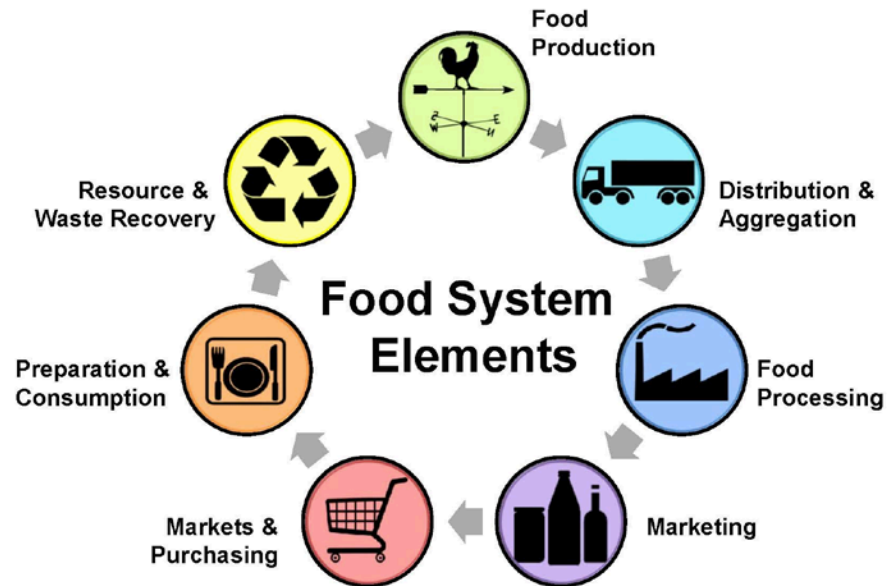 Food
Production
S
E
W
N
Distribution &
Aggregation
Food
Processing
Marketing
Markets &
Purchasing
Preparation &
Consumption
Resource &
Waste Recovery
Food System
Elements